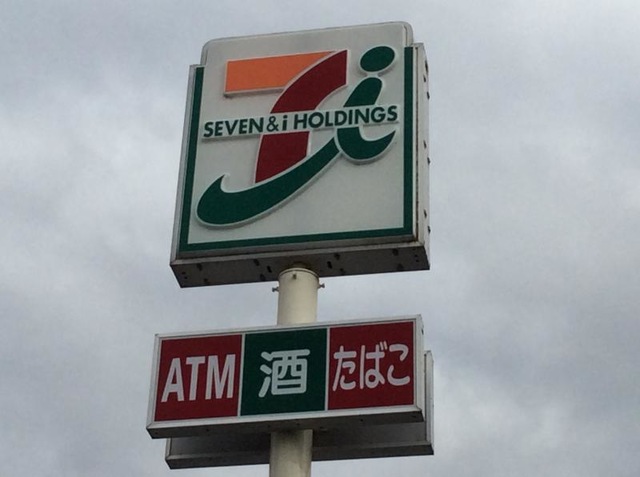 SEVEN & i HOLDINGS
ATM 酒 たばこ